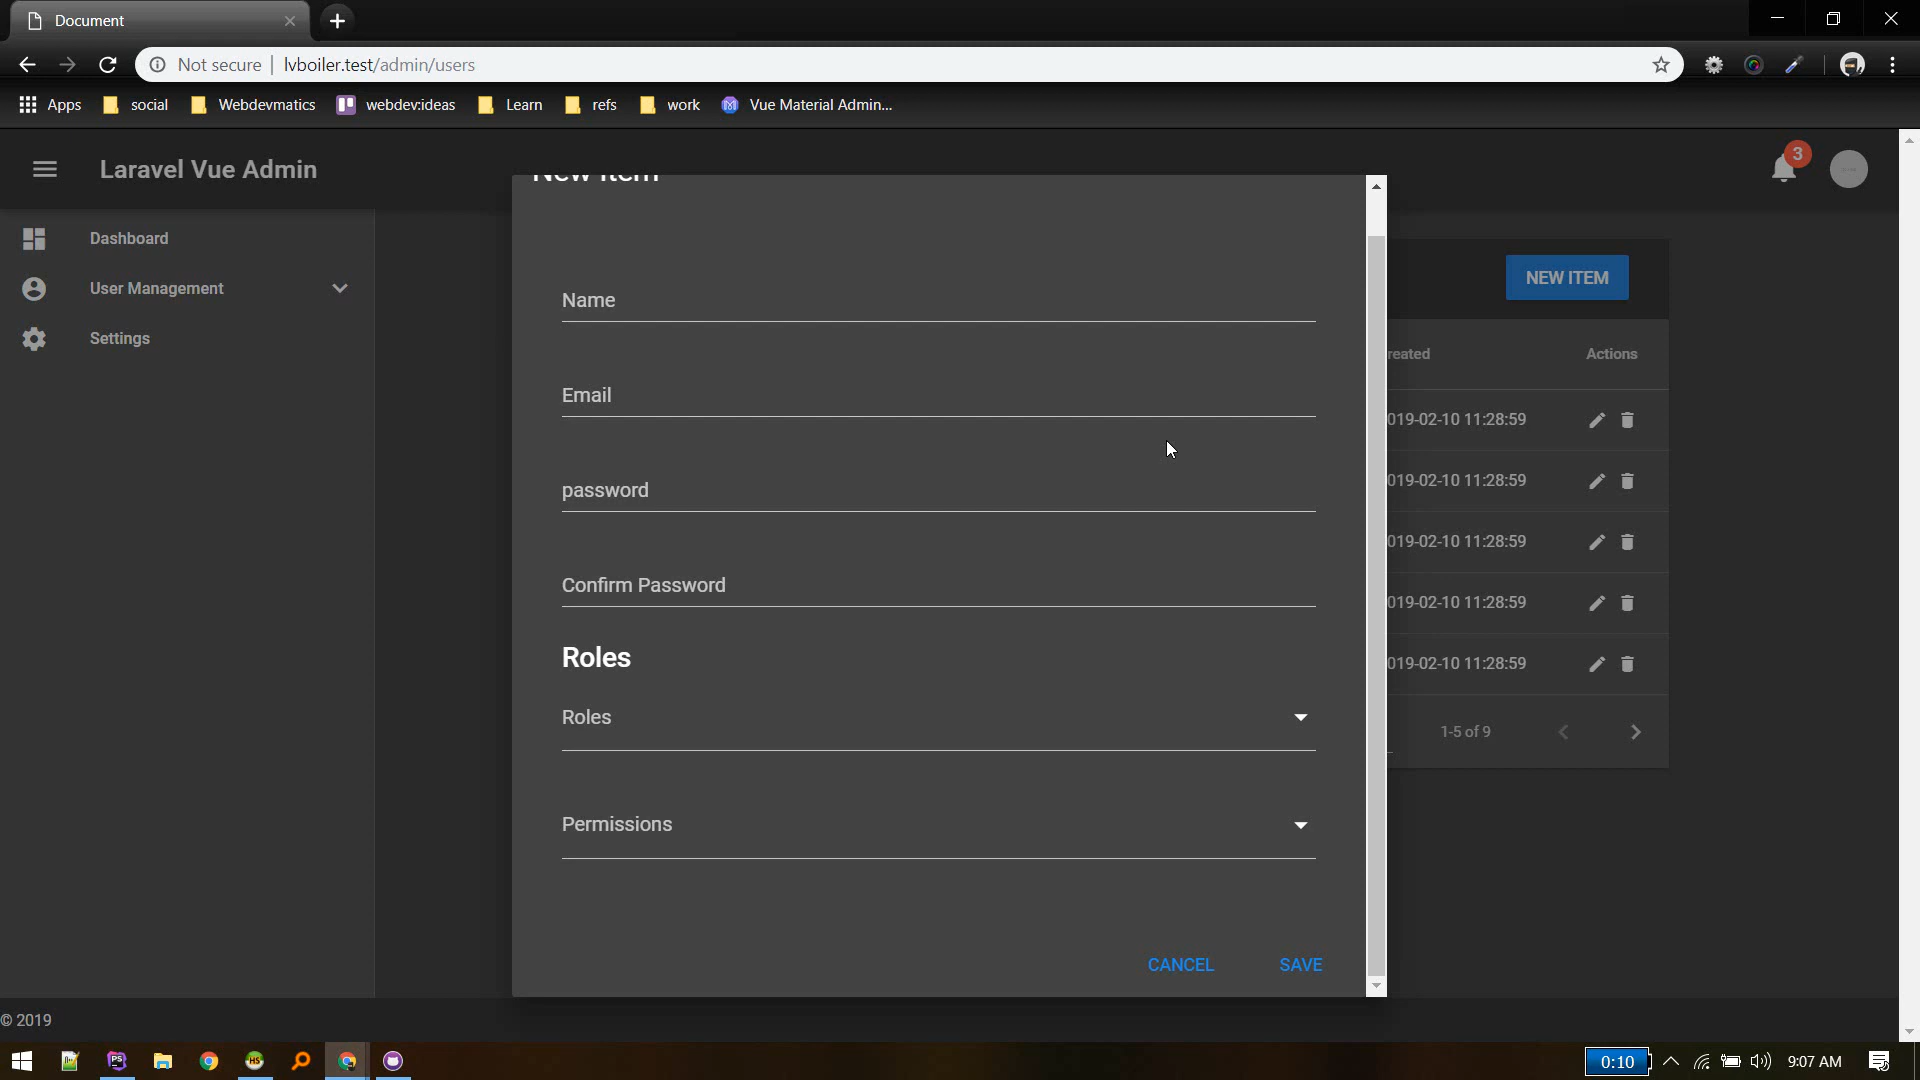 Document
Not secure | lvboiler.test/admin/users
Apps social Webdevmatics webdev:ideas Learn refs work Vue Material Admin...
Laravel Vue Admin
3
New Item
Dashboard
User Management
Settings
NEW ITEM
Name
reated Actions
Email
019-02-10 11:28:59
password
019-02-10 11:28:59
019-02-10 11:28:59
Confirm Password
019-02-10 11:28:59
Roles
019-02-10 11:28:59
Roles
1-5 of 9
Permissions
CANCEL SAVE
© 2019
PS
HS
0:10
9:07 AM